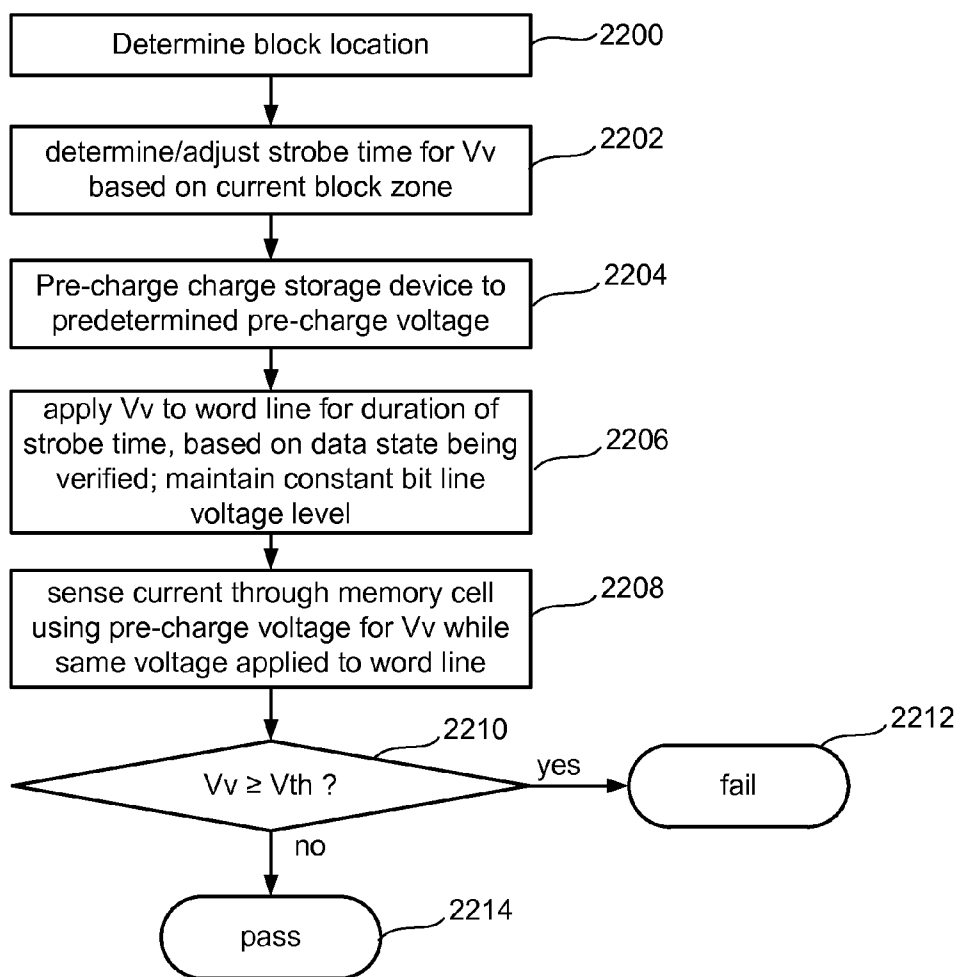 Determine block location
2200
determine/adjust strobe time for Vv
based on current block zone
2202
Pre-charge charge storage device to
predetermined pre-charge voltage
2204
apply Vv to word line for duration of
strobe time, based on data state being
verified; maintain constant bit line
voltage level
2206
sense current through memory cell
using pre-charge voltage for Vv while
same voltage applied to word line
2208
Vv ≥ Vth ?
2210
yes
fail
2212
no
pass
2214